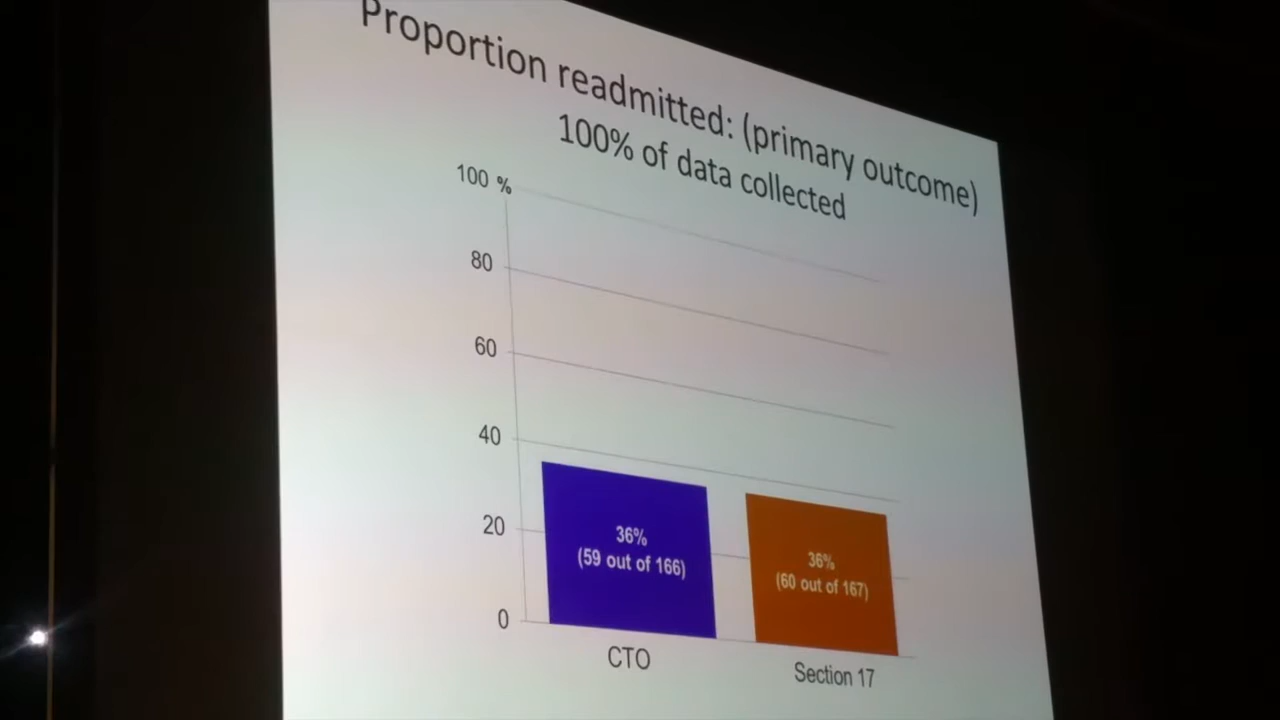 Proportion readmitted: (primary outcome)
100% of data collected
100 %
80
60
40
20
0
36%
(59 out of 166)
36%
(60 out of 167)
CTO
Section 17